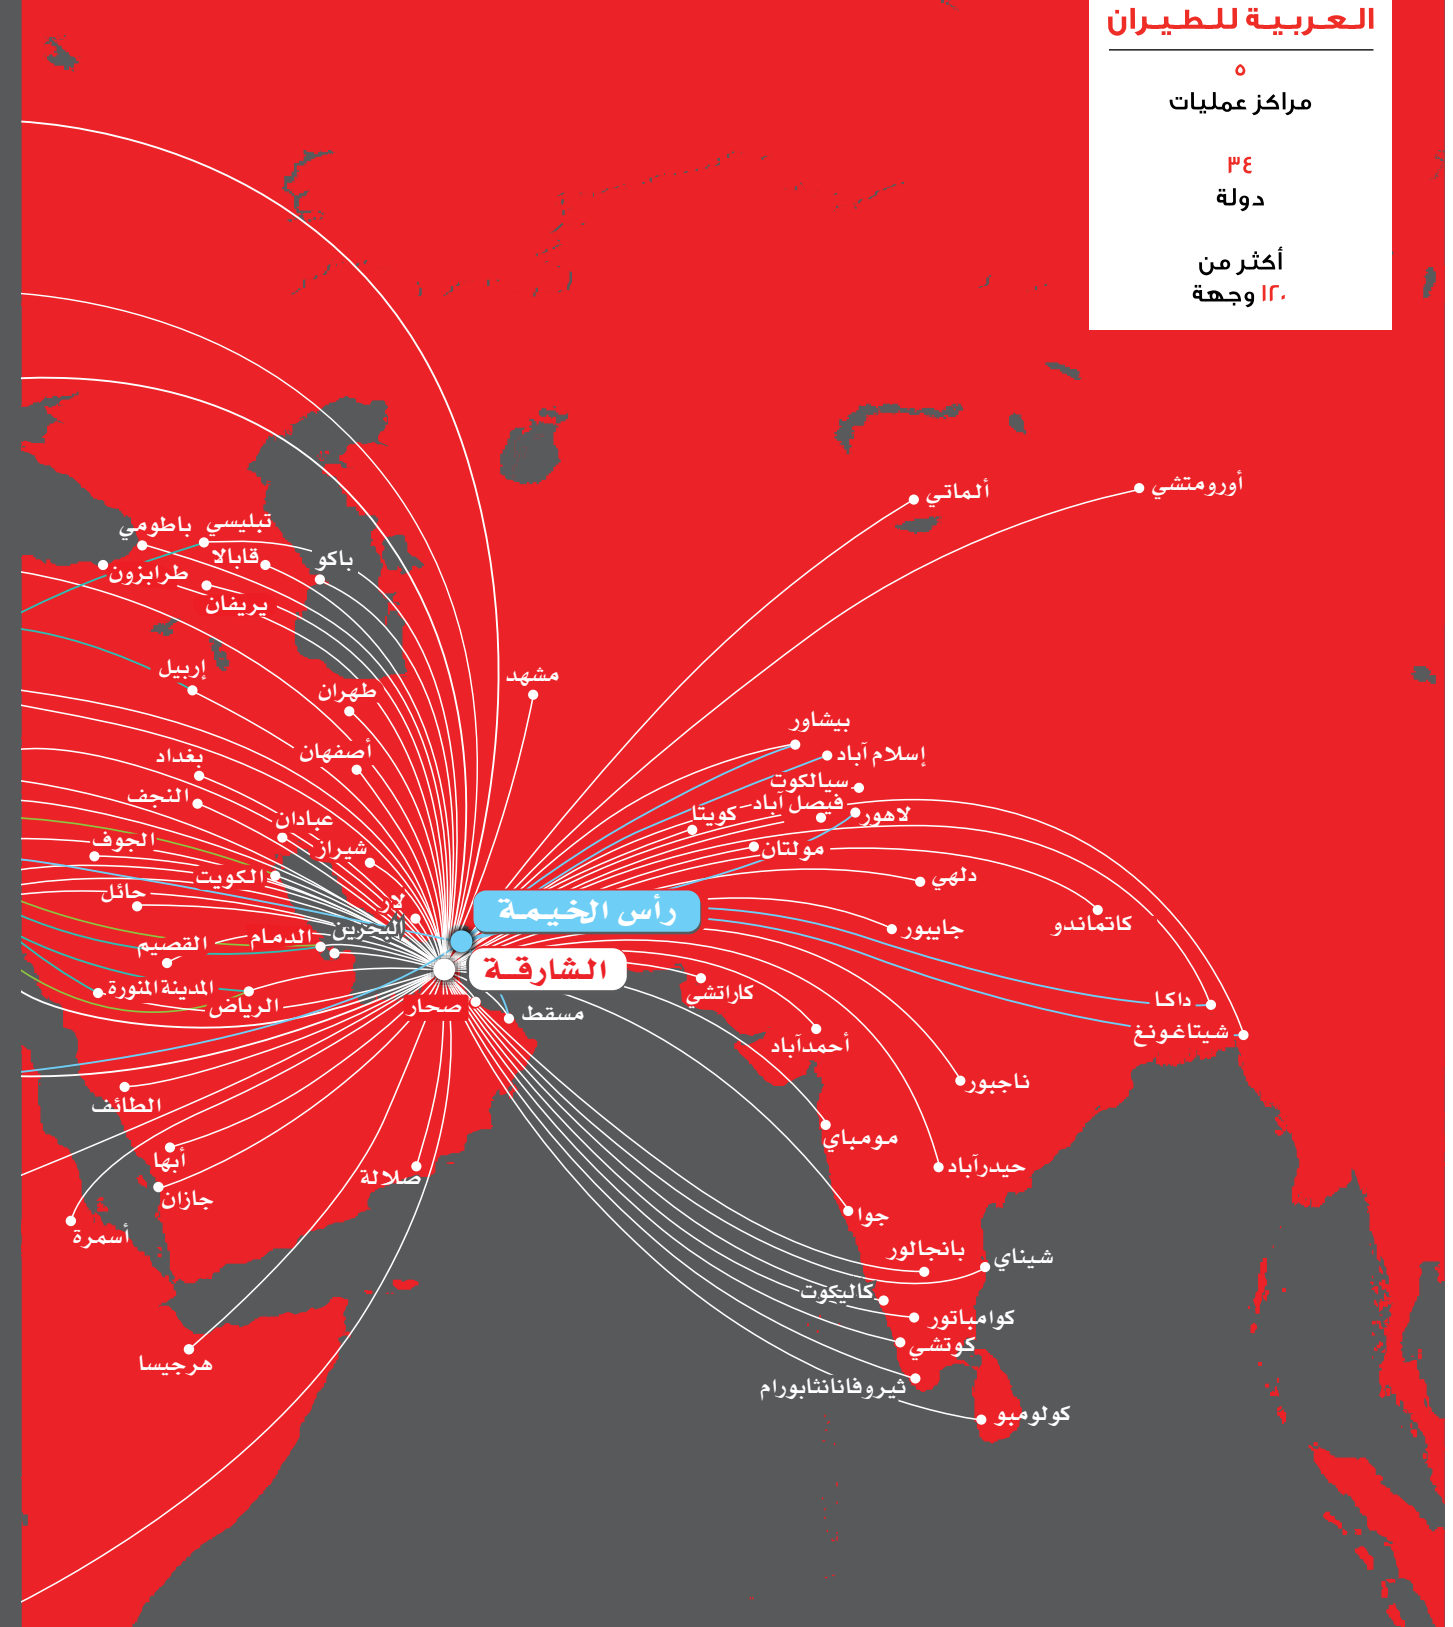 العربية للطيران
٥
مراكز عمليات
٣٤
دولة
أكثر من
١٢٠ وجهة
أورومتشي
ألماتي
تبليسي
باطومي
قابالا
باكو
طرابزون
يريفان
إربيل
مشهد
طهران
بيشاور
أصفهان
إسلام آباد
بغداد
سيالكوت
النجف
فيصل آباد
كويتا
لاهور
عبادان
الجوف
شيراز
مولتان
الكويت
دلهي
حائل
لار
رأس الخيمة
كاتماندو
جايبور
البحرين
الدمام
القصيم
الشارقة
المدينة المنورة
كاراتشي
داكا
الرياض
صحار
مسقط
شيتاغونغ
أحمدآباد
ناجبور
الطائف
مومباي
أبها
حيدرآباد
صلالة
جازان
جوا
أسمرة
بانجالور
شيناي
كاليكوت
كوامباتور
كوتشي
هرجيسا
ثيروفانانثابورام
كولومبو